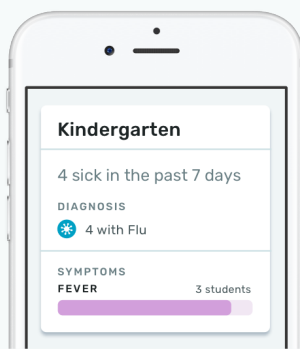 Kindergarten
4 sick in the past 7 days
DIAGNOSIS
4 with Flu
SYMPTOMS
FEVER 3 students